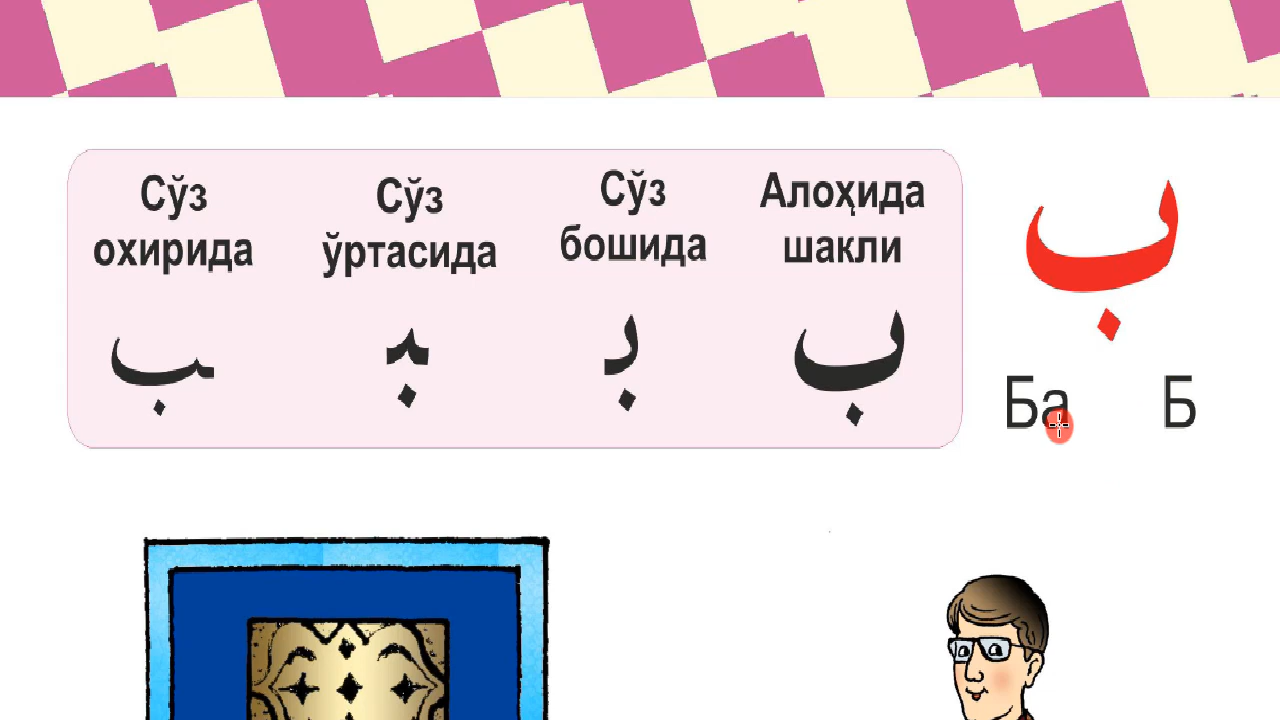 Сўз охирида
Сўз ўртасида
Сўз бошида
Алоҳида шакли
ـب
ـبـ
بـ
ب
ب
Ба Б